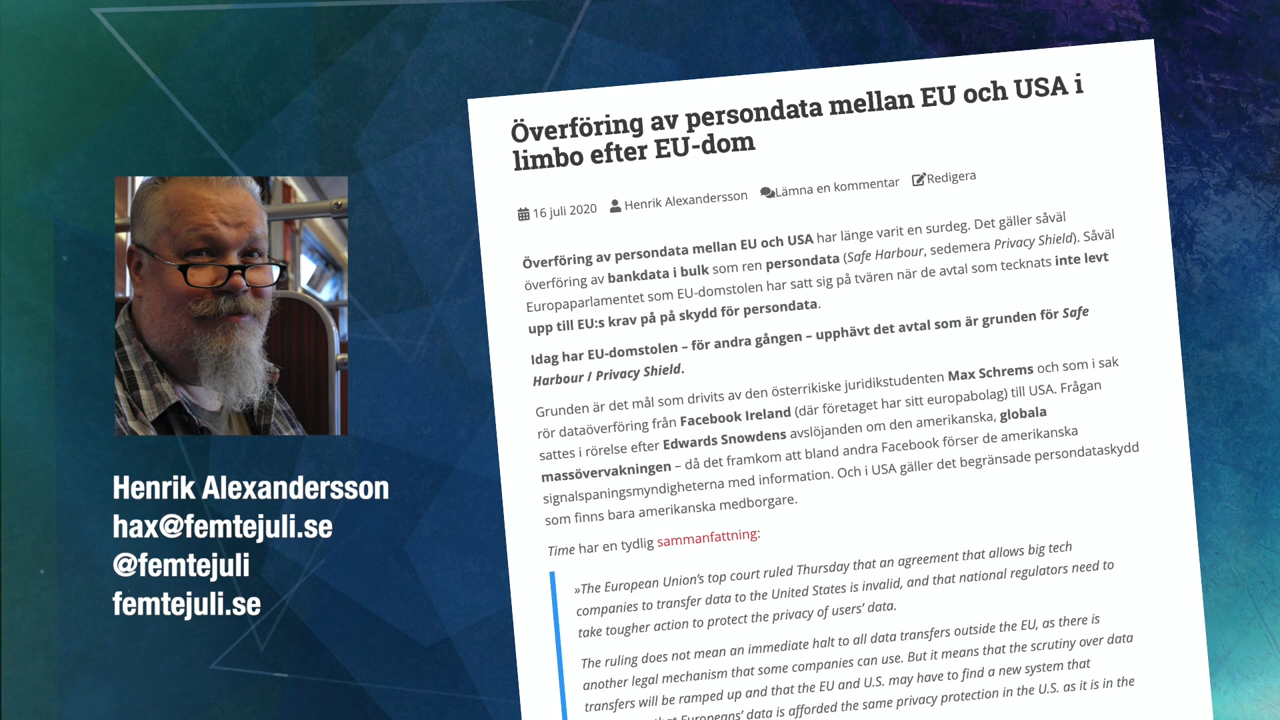 Henrik Alexandersson
hax@femtejuli.se
@femtejuli
femtejuli.se
Överföring av persondata mellan EU och USA i
limbo efter EU-dom
16 juli 2020 Henrik Alexandersson Lämna en kommentar Redigera
Överföring av persondata mellan EU och USA har länge varit en surdeg. Det gäller såväl
överföring av bankdata i bulk som ren persondata (Safe Harbour, sedemera Privacy Shield). Såväl
Europaparlamentet som EU-domstolen har satt sig på tvären när de avtal som tecknats inte levt
upp till EU:s krav på på skydd för persondata.
Idag har EU-domstolen – för andra gången – upphävt det avtal som är grunden för Safe
Harbour / Privacy Shield.
Grunden är det mål som drivits av den österrikiske juridikstudenten Max Schrems och som i sak
rör dataöverföring från Facebook Ireland (där företaget har sitt europabolag) till USA. Frågan
sattes i rörelse efter Edwards Snowdens avslöjanden om den amerikanska, globala
massövervakningen – då det framkom att bland andra Facebook förser de amerikanska
signalspaningsmyndigheterna med information. Och i USA gäller det begränsade persondataskydd
som finns bara amerikanska medborgare.
Time har en tydlig sammanfattning:
»The European Union’s top court ruled Thursday that an agreement that allows big tech
companies to transfer data to the United States is invalid, and that national regulators need to
take tougher action to protect the privacy of users’ data.
The ruling does not mean an immediate halt to all data transfers outside the EU, as there is
another legal mechanism that some companies can use. But it means that the scrutiny over data
transfers will be ramped up and that the EU and U.S. may have to find a new system that
that Europeans’ data is afforded the same privacy protection in the U.S. as it is in the